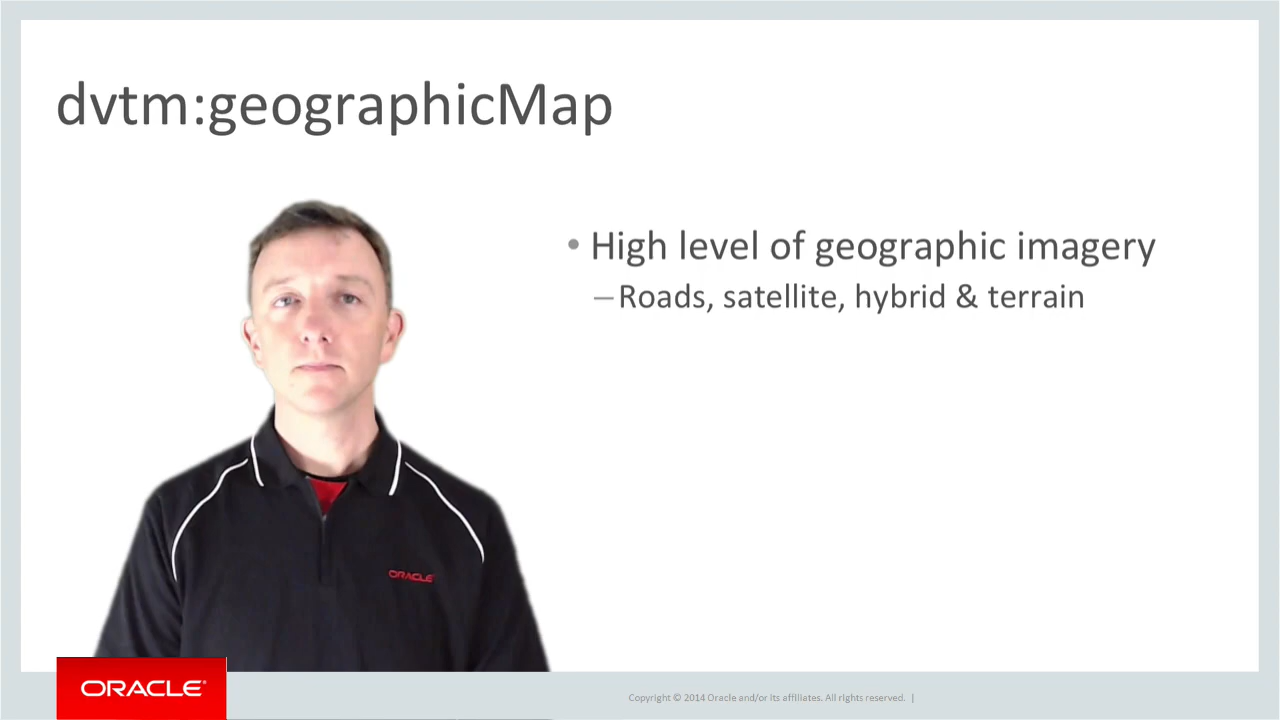 dvtm:geographicMap
• High level of geographic imagery
–Roads, satellite, hybrid & terrain
ORACLE
ORACLE®
Copyright © 2014 Oracle and/or its affiliates. All rights reserved. |